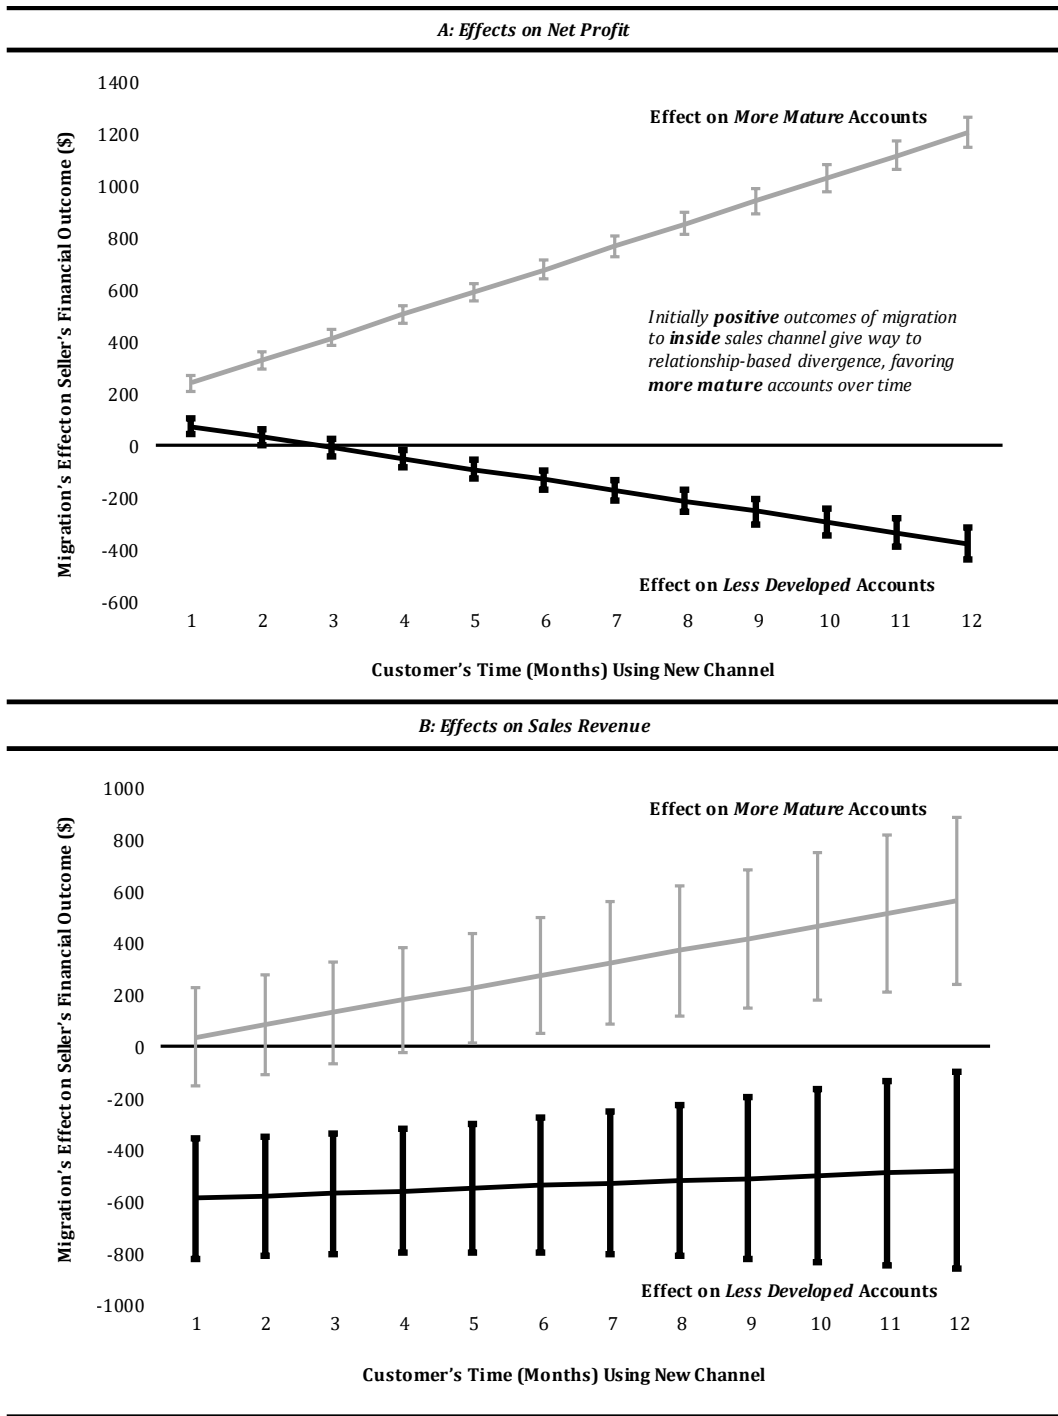 A: Effects on Net Profit
Migration's Effect on Seller's Financial Outcome ($)
1400
1200
1000
800
600
400
200
0
-200
-400
-600
Effect on More Mature Accounts
Initially positive outcomes of migration
to inside sales channel give way to
relationship-based divergence, favoring
more mature accounts over time
Effect on Less Developed Accounts
1 2 3 4 5 6 7 8 9 10 11 12
Customer's Time (Months) Using New Channel
B: Effects on Sales Revenue
Migration's Effect on Seller's Financial Outcome ($)
1000
800
600
400
200
0
-200
-400
-600
-800
-1000
Effect on More Mature Accounts
Effect on Less Developed Accounts
1 2 3 4 5 6 7 8 9 10 11 12
Customer's Time (Months) Using New Channel